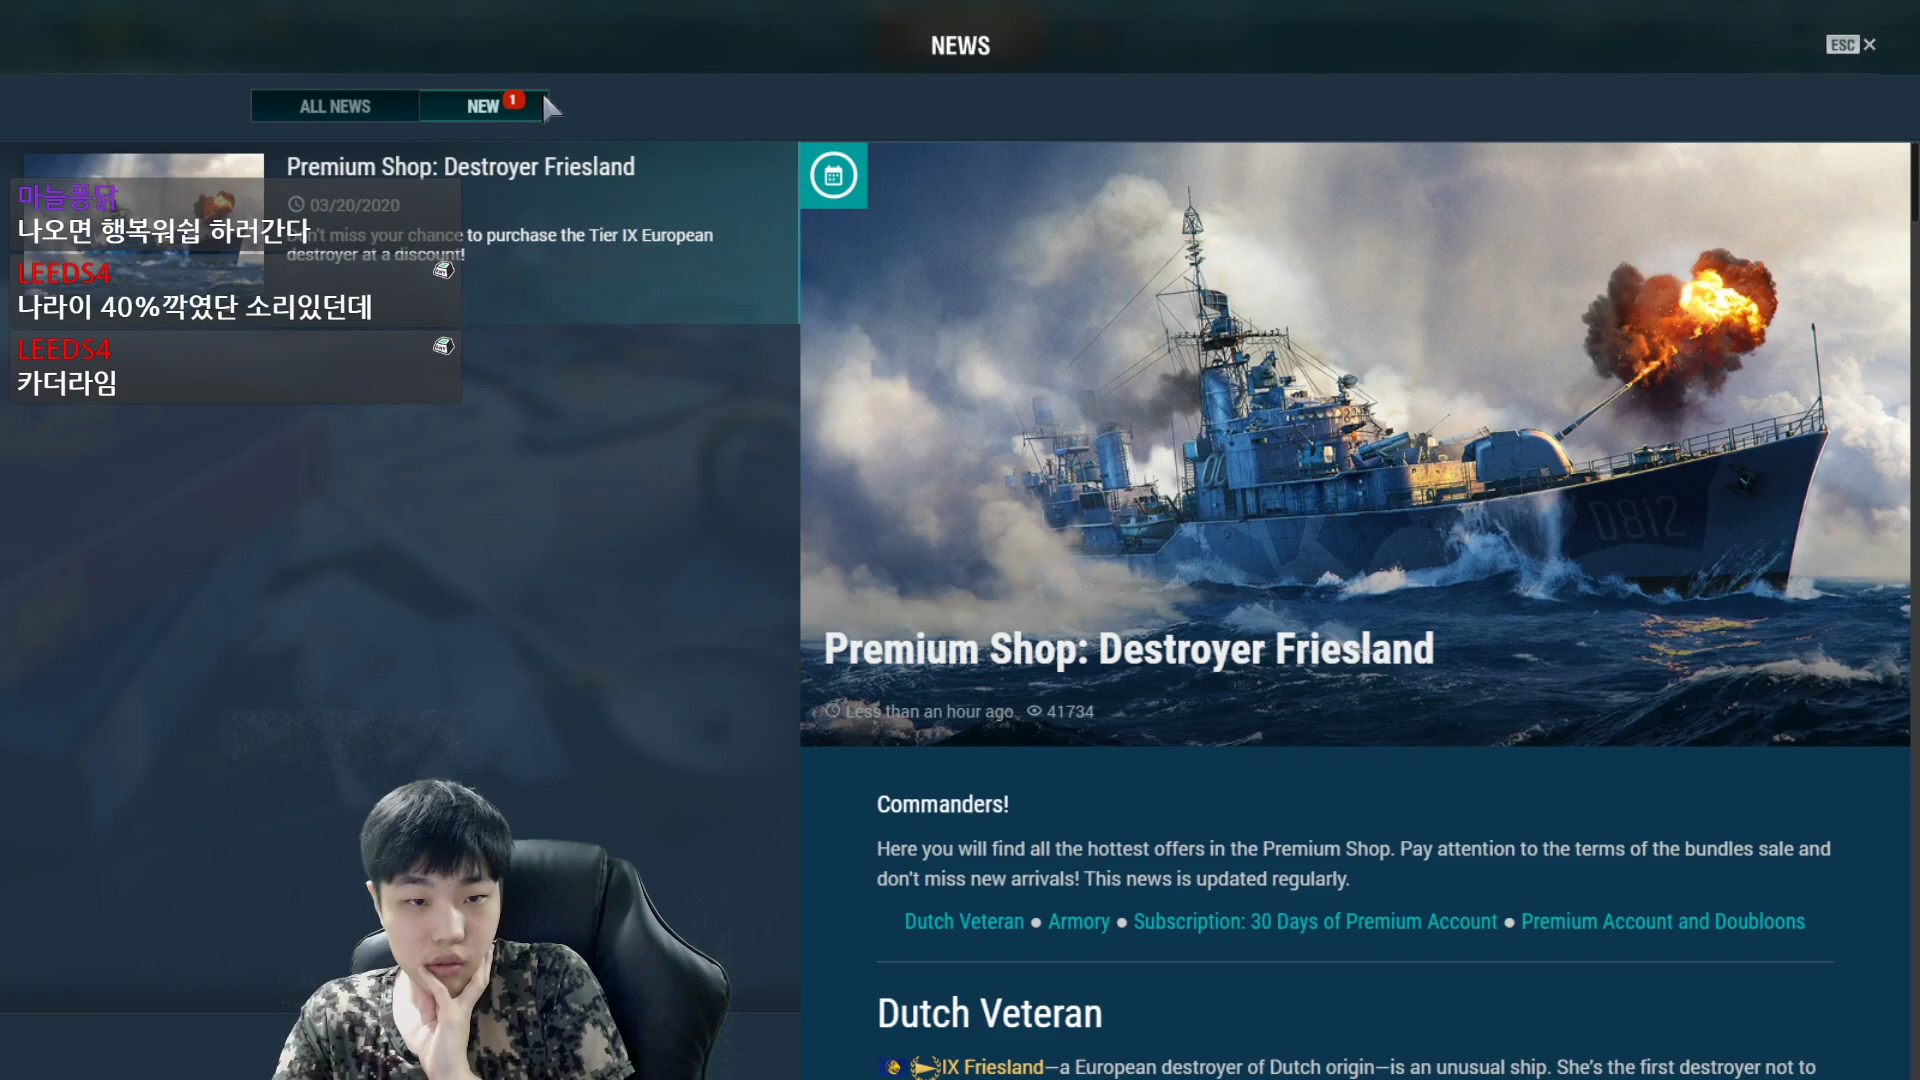 NEWS
ESC
ALL NEWS
NEW 1
Premium Shop: Destroyer Friesland
03/20/2020
Don't miss your chance to purchase the Tier IX European
destroyer at a discount!
마늘퐁닭
나오면 행복워쉽 하러간다
LEEDS4
나라이 40%깍였단 소리있던데
LEEDS4
카더라임
D812
Premium Shop: Destroyer Friesland
Less than an hour ago 41734
Commanders!
Here you will find all the hottest offers in the Premium Shop. Pay attention to the terms of the bundles sale and
don't miss new arrivals! This news is updated regularly.
Dutch Veteran ● Armory ● Subscription: 30 Days of Premium Account ● Premium Account and Doubloons
Dutch Veteran
IX Friesland—a European destroyer of Dutch origin—is an unusual ship. She's the first destroyer not to